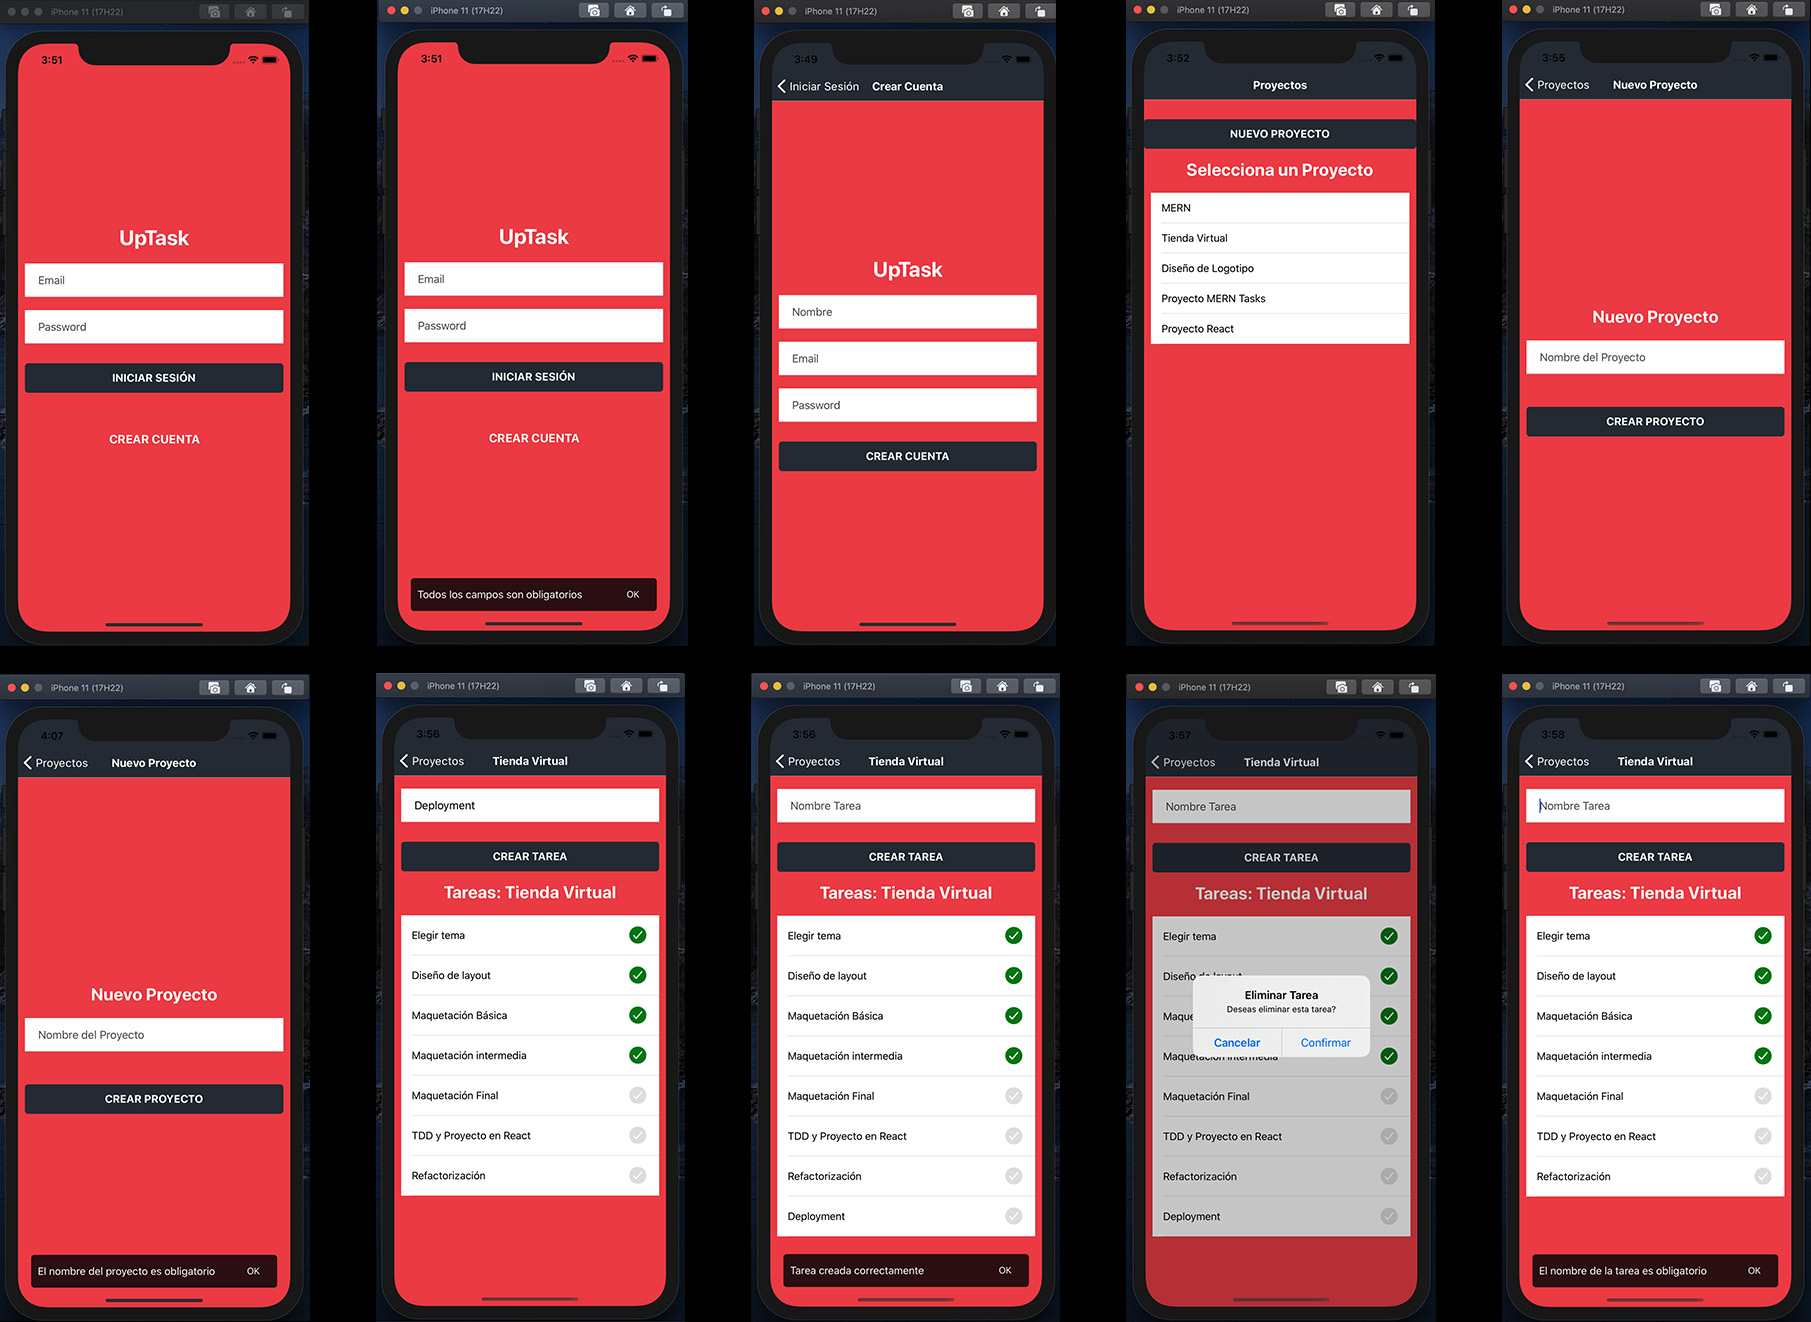 iPhone 11 (17H22)
3:51
UpTask
Email
Password
INICIAR SESIÓN
CREAR CUENTA
iPhone 11 (17H22)
3:51
UpTask
Email
Password
INICIAR SESIÓN
CREAR CUENTA
Todos los campos son obligatorios OK
iPhone 11 (17H22)
3:49
Iniciar Sesión Crear Cuenta
UpTask
Nombre
Email
Password
CREAR CUENTA
iPhone 11 (17H22)
3:52
Proyectos
NUEVO PROYECTO
Selecciona un Proyecto
MERN
Tienda Virtual
Diseño de Logotipo
Proyecto MERN Tasks
Proyecto React
iPhone 11 (17H22)
3:55
Proyectos Nuevo Proyecto
Nuevo Proyecto
Nombre del Proyecto
CREAR PROYECTO
iPhone 11 (17H22)
4:07
Proyectos Nuevo Proyecto
Nuevo Proyecto
Nombre del Proyecto
CREAR PROYECTO
El nombre del proyecto es obligatorio OK
iPhone 11 (17H22)
3:56
Proyectos Tienda Virtual
Deployment
CREAR TAREA
Tareas: Tienda Virtual
Elegir tema
Diseño de layout
Maquetación Básica
Maquetación intermedia
Maquetación Final
TDD y Proyecto en React
Refactorización
iPhone 11 (17H22)
3:56
Proyectos Tienda Virtual
Nombre Tarea
CREAR TAREA
Tareas: Tienda Virtual
Elegir tema
Diseño de layout
Maquetación Básica
Maquetación intermedia
Maquetación Final
TDD y Proyecto en React
Refactorización
Deployment
Tarea creada correctamente OK
iPhone 11 (17H22)
3:57
Proyectos Tienda Virtual
Nombre Tarea
CREAR TAREA
Tareas: Tienda Virtual
Elegir tema
Diseño de layout
Eliminar Tarea
Deseas eliminar esta tarea?
Maque
Cancelar Confirmar
Maquetación intermedia
Maquetación Final
TDD y Proyecto en React
Refactorización
Deployment
iPhone 11 (17H22)
3:58
Proyectos Tienda Virtual
Nombre Tarea
CREAR TAREA
Tareas: Tienda Virtual
Elegir tema
Diseño de layout
Maquetación Básica
Maquetación intermedia
Maquetación Final
TDD y Proyecto en React
Refactorización
El nombre de la tarea es obligatorio OK